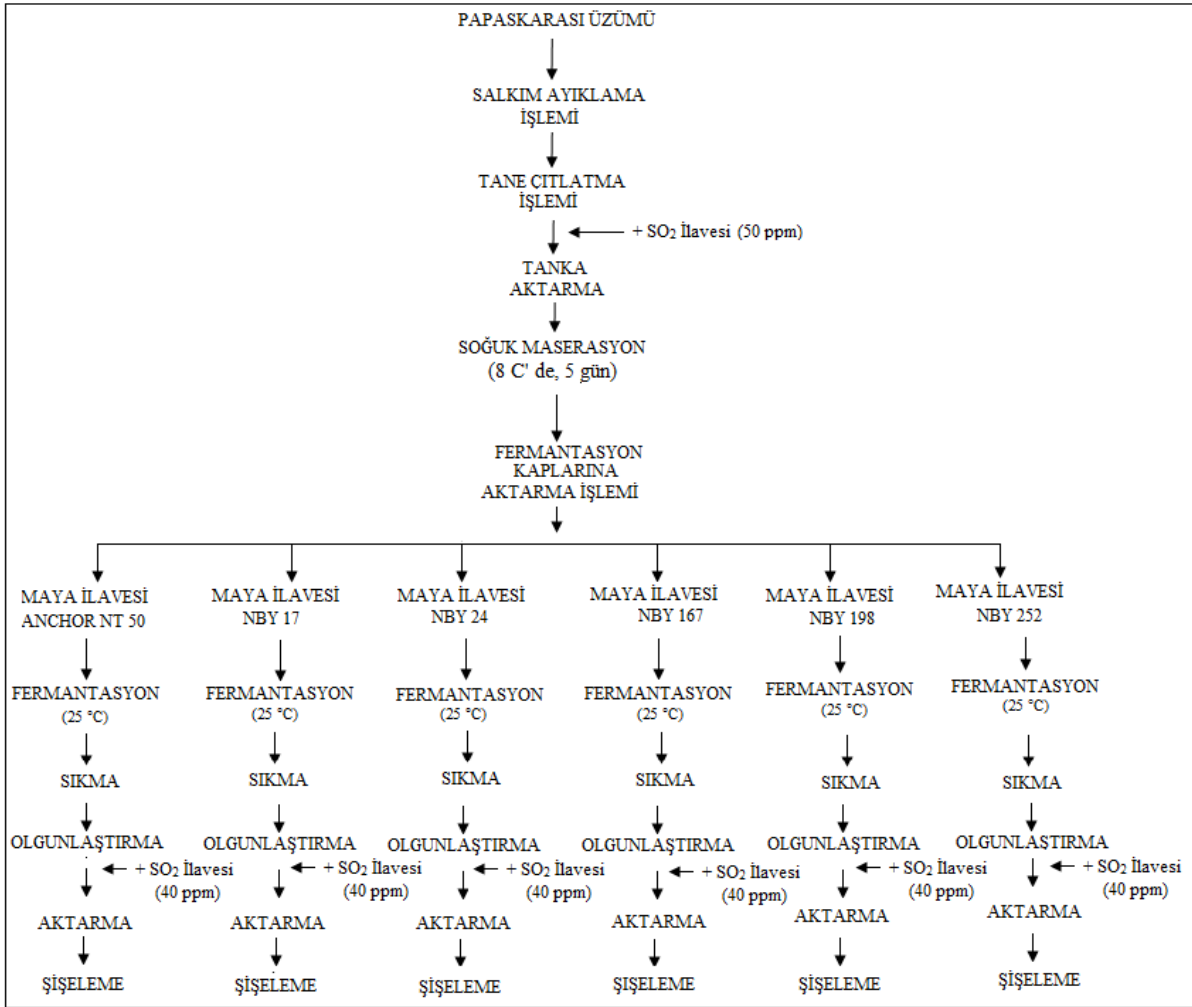 PAPASKARASI ÜZÜMÜ
SALKIM AYIKLAMA
İŞLEMİ
TANE ÇITLATMA
İŞLEMİ
+ SO₂ İlavesi (50 ppm)
TANKA
AKTARMA
SOĞUK MASERASYON
(8 C' de, 5 gün)
FERMANTASYON
KAPLARINA
AKTARMA İŞLEMİ
MAYA İLAVESİ
ANCHOR NT 50
FERMANTASYON
(25 °C)
SIKMA
OLGUNLAŞTIRMA
+ SO₂ İlavesi
(40 ppm)
AKTARMA
ŞİŞELEME
MAYA İLAVESİ
NBY 17
FERMANTASYON
(25 °C)
SIKMA
OLGUNLAŞTIRMA
+ SO₂ İlavesi
(40 ppm)
AKTARMA
ŞİŞELEME
MAYA İLAVESİ
NBY 24
FERMANTASYON
(25 °C)
SIKMA
OLGUNLAŞTIRMA
+ SO₂ İlavesi
(40 ppm)
AKTARMA
ŞİŞELEME
MAYA İLAVESİ
NBY 167
FERMANTASYON
(25 °C)
SIKMA
OLGUNLAŞTIRMA
+ SO₂ İlavesi
(40 ppm)
AKTARMA
ŞIŞELEME
MAYA İLAVESİ
NBY 198
FERMANTASYON
(25 °C)
SIKMA
OLGUNLAŞTIRMA
+ SO₂ İlavesi
(40 ppm)
AKTARMA
ŞİŞELEME
MAYA İLAVESİ
NBY 252
FERMANTASYON
(25 °C)
SIKMA
OLGUNLAŞTIRMA
+ SO₂ İlavesi
(40 ppm)
AKTARMA
ŞİŞELEME